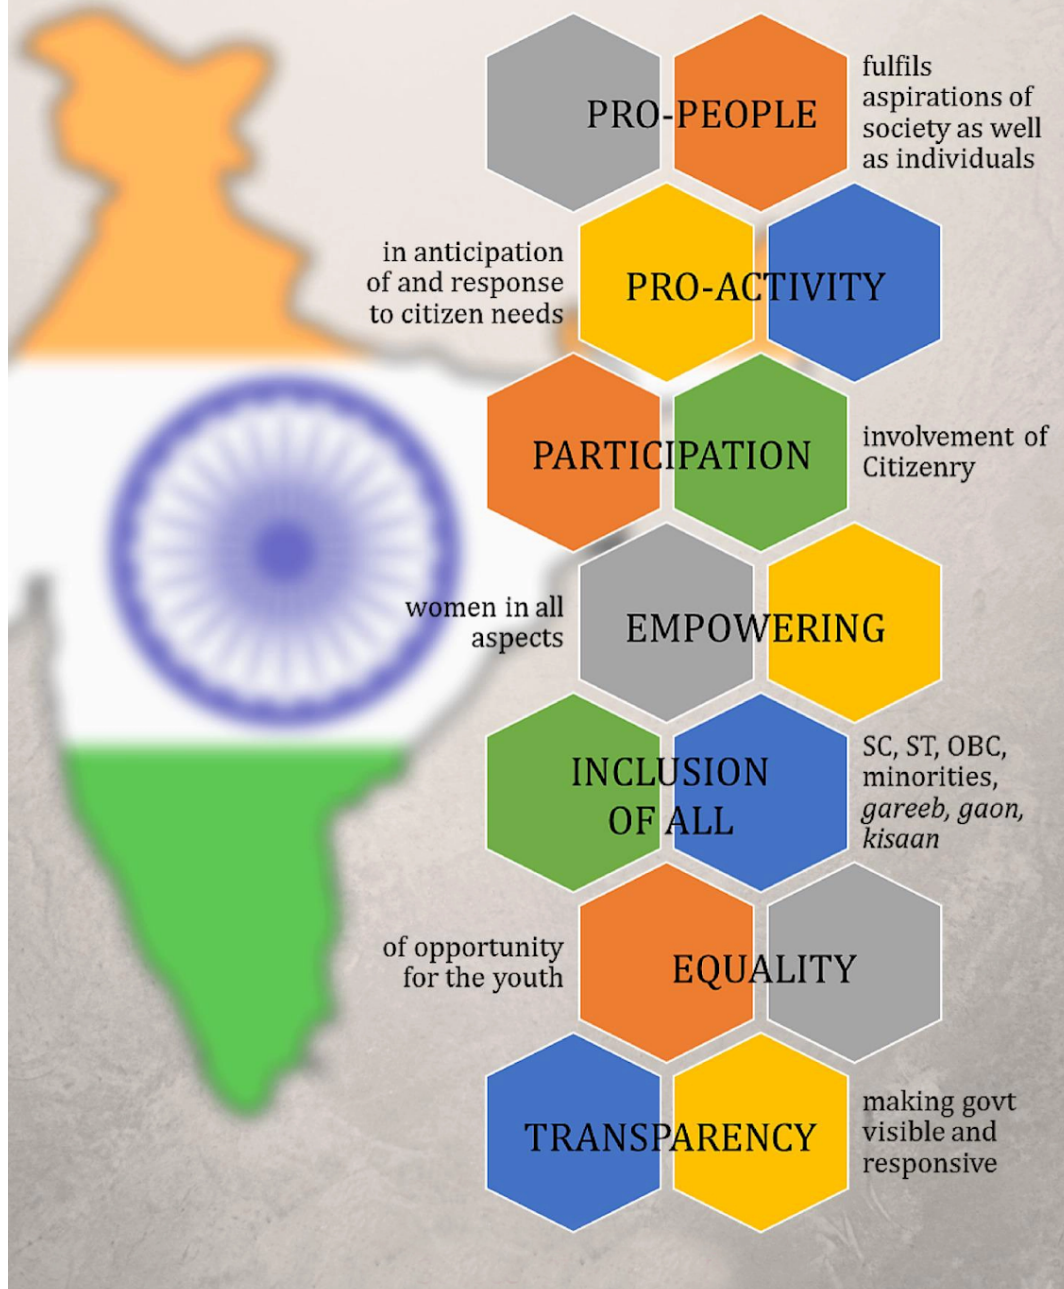 PRO-PEOPLE
fulfils
aspirations of
society as well
as individuals
in anticipation
of and response
to citizen needs
PRO-ACTIVITY
PARTICIPATION
involvement of
Citizenry
women in all
aspects
EMPOWERING
INCLUSION
OF ALL
SC, ST, OBC,
minorities,
gareeb, gaon,
kisaan
of opportunity
for the youth
EQUALITY
TRANSPARENCY
making govt
visible and
responsive